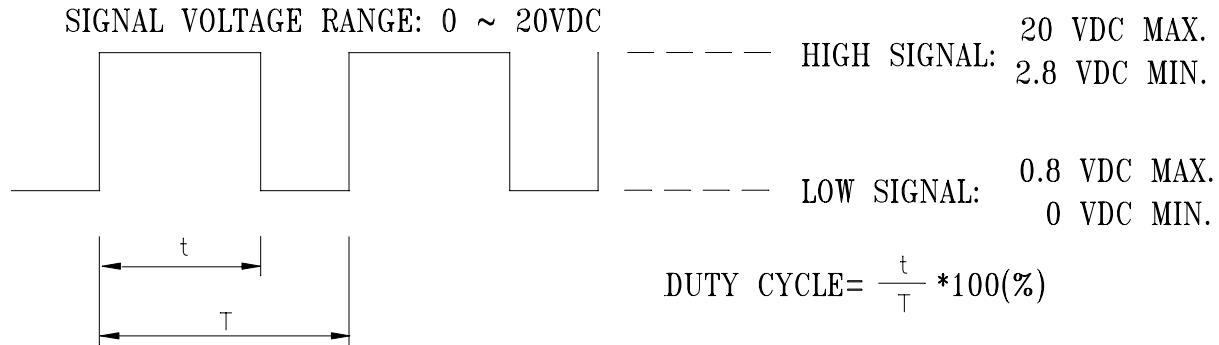 SIGNAL VOLTAGE RANGE: 0 ~ 20VDC
HIGH SIGNAL: 20 VDC MAX.
2.8 VDC MIN.
LOW SIGNAL: 0.8 VDC MAX.
0 VDC MIN.
t
T
DUTY CYCLE= t/T *100(%)